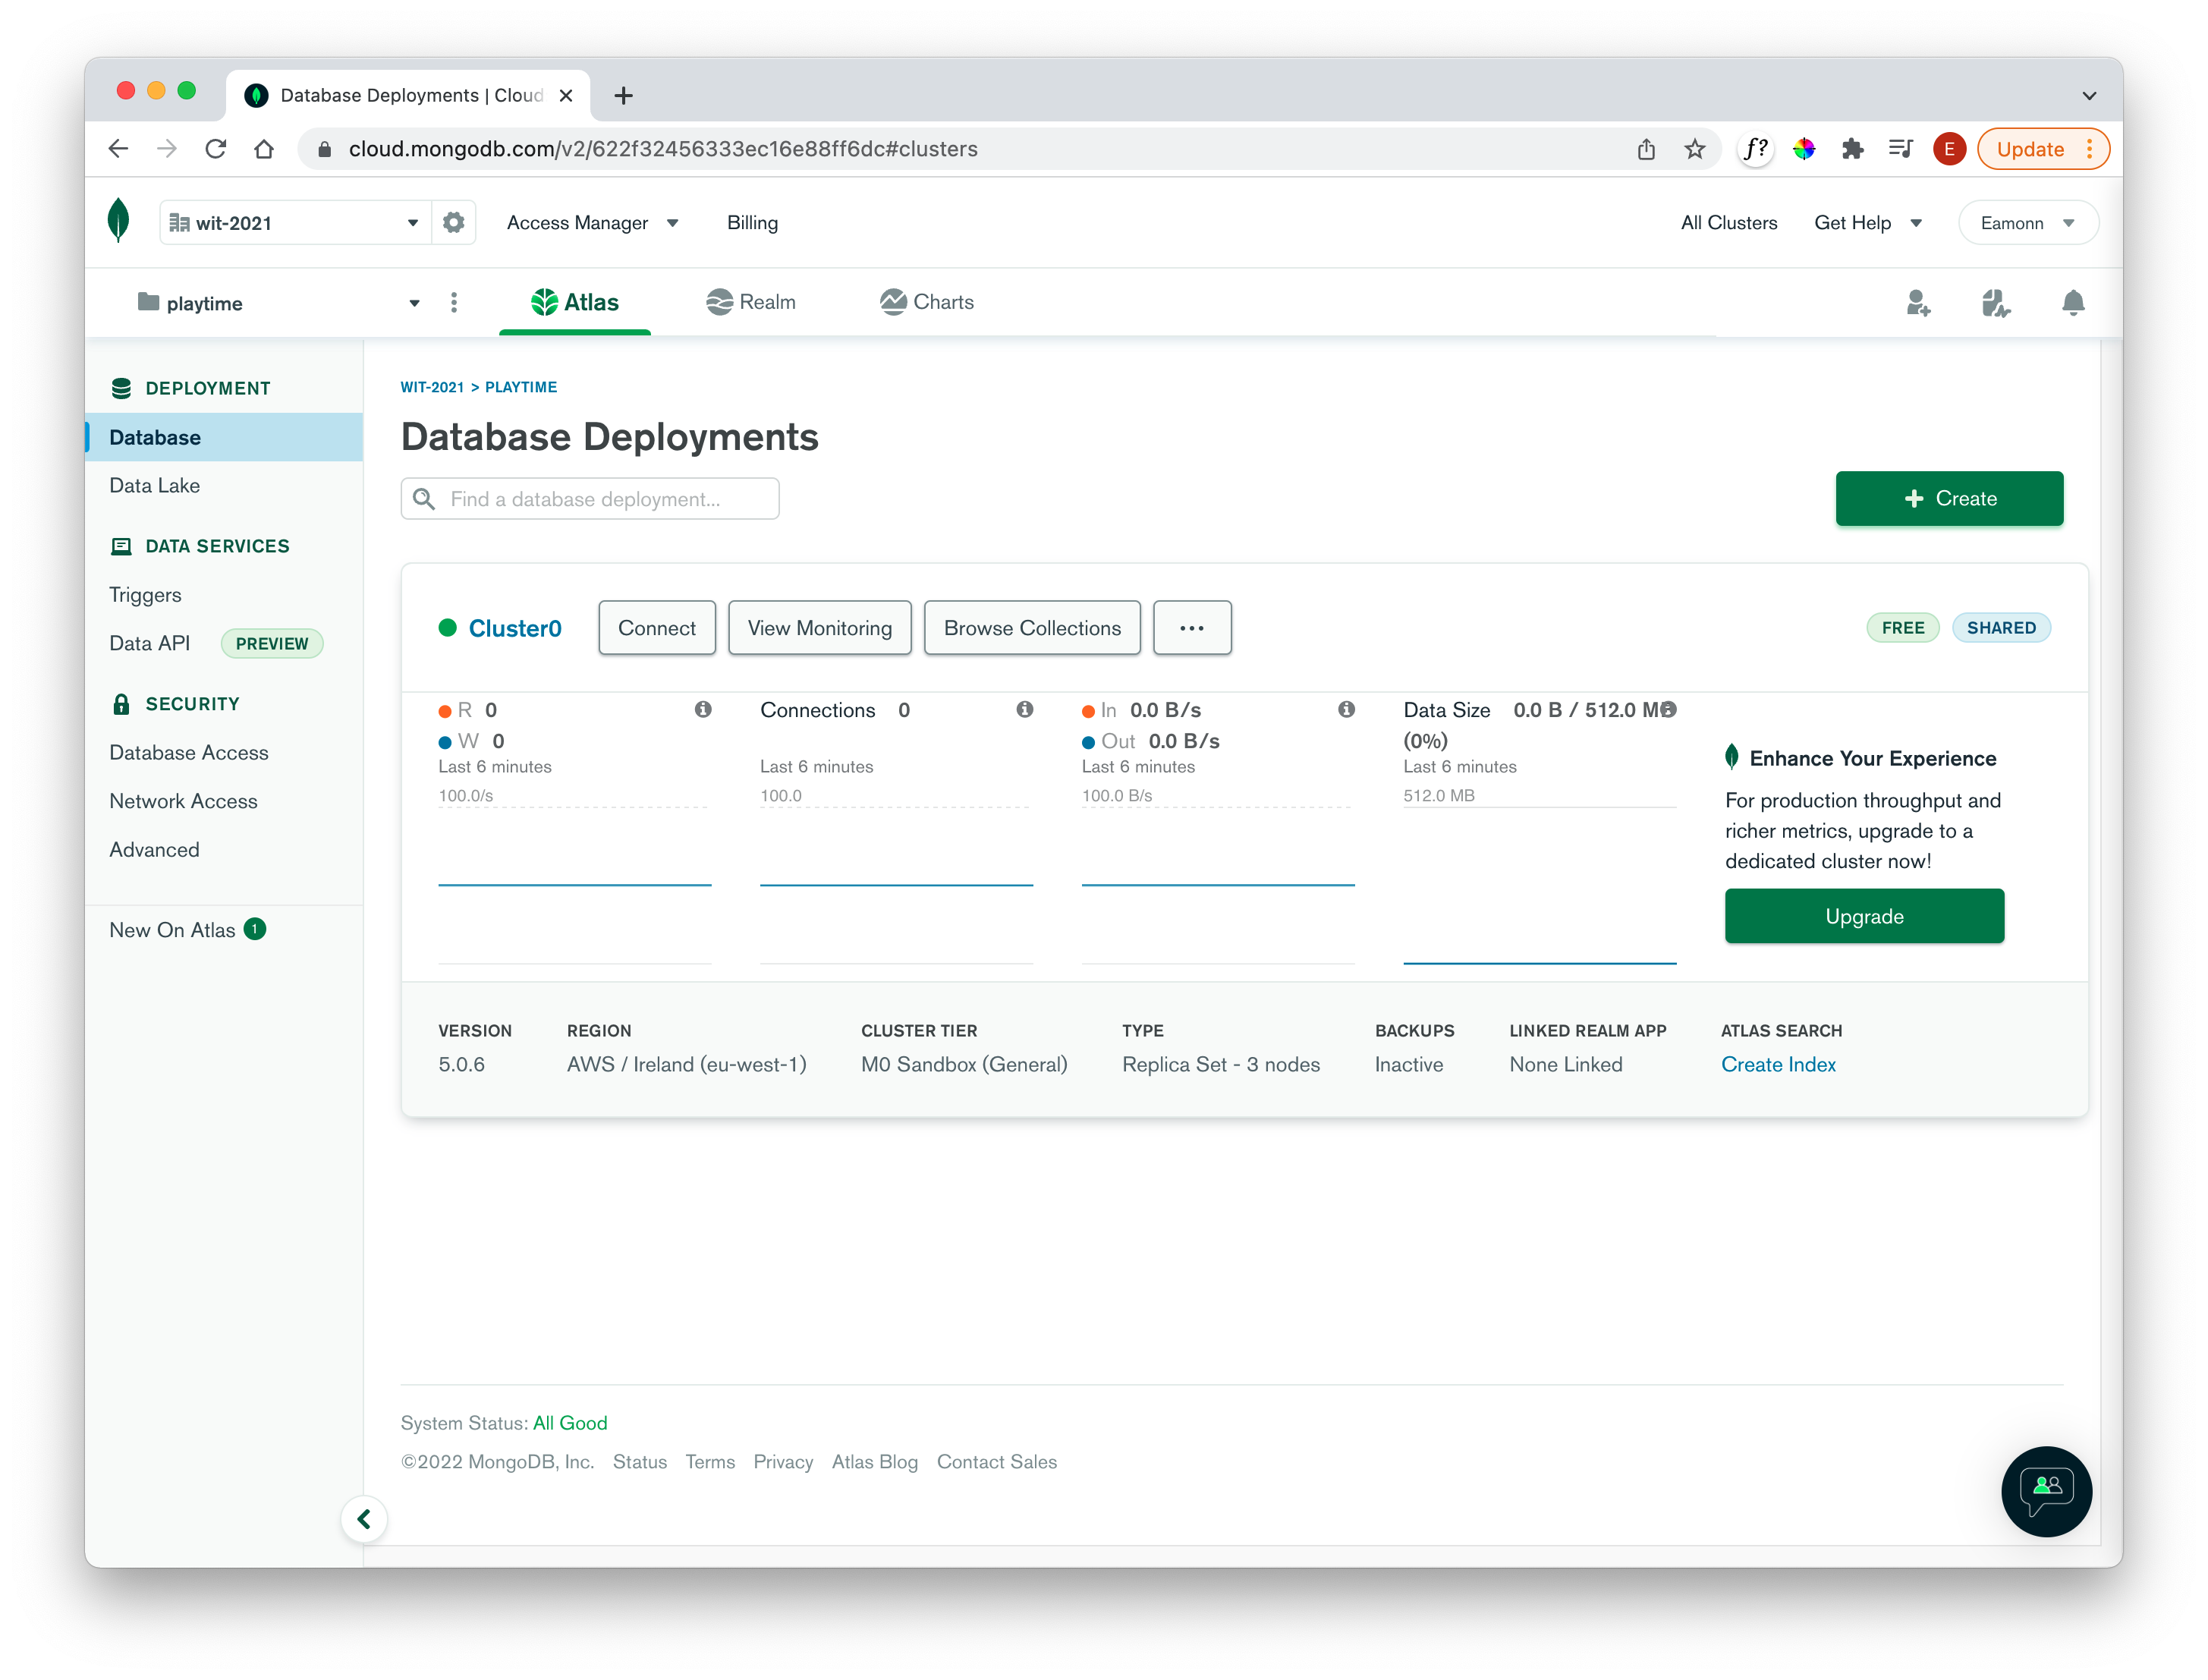 Database Deployments | Cloud
cloud.mongodb.com/v2/622f32456333ec16e88ff6dc#clusters
f?
E
Update
wit-2021
Access Manager
Billing
All Clusters
Get Help
Eamonn
playtime
Atlas
Realm
Charts
DEPLOYMENT
Database
Data Lake
DATA SERVICES
Triggers
Data API PREVIEW
SECURITY
Database Access
Network Access
Advanced
New On Atlas 1
WIT-2021 > PLAYTIME
Database Deployments
Find a database deployment...
+ Create
Cluster0
Connect
View Monitoring
Browse Collections
...
FREE
SHARED
R 0
W 0
Last 6 minutes
100.0/s
Connections 0
Last 6 minutes
100.0
In 0.0 B/s
Out 0.0 B/s
Last 6 minutes
100.0 B/s
Data Size 0.0 B / 512.0 MB
(0%)
Last 6 minutes
512.0 MB
Enhance Your Experience
For production throughput and
richer metrics, upgrade to a
dedicated cluster now!
Upgrade
VERSION
5.0.6
REGION
AWS / Ireland (eu-west-1)
CLUSTER TIER
M0 Sandbox (General)
TYPE
Replica Set - 3 nodes
BACKUPS
Inactive
LINKED REALM APP
None Linked
ATLAS SEARCH
Create Index
System Status: All Good
©2022 MongoDB, Inc. Status Terms Privacy Atlas Blog Contact Sales